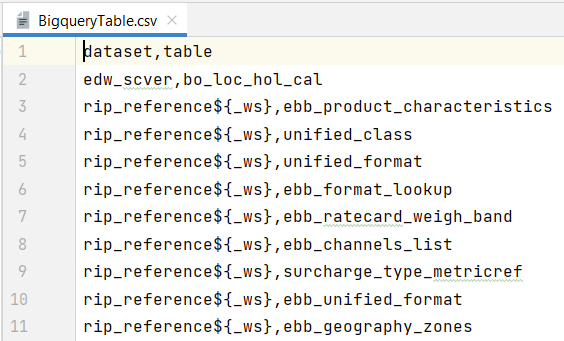 BigqueryTable.csv
1 dataset,table
2 edw_scver,bo_loc_hol_cal
3 rip_reference${_ws},ebb_product_characteristics
4 rip_reference${_ws},unified_class
5 rip_reference${_ws},unified_format
6 rip_reference${_ws},ebb_format_lookup
7 rip_reference${_ws},ebb_ratecard_weigh_band
8 rip_reference${_ws},ebb_channels_list
9 rip_reference${_ws},surcharge_type_metricref
10 rip_reference${_ws},ebb_unified_format
11 rip_reference${_ws},ebb_geography_zones